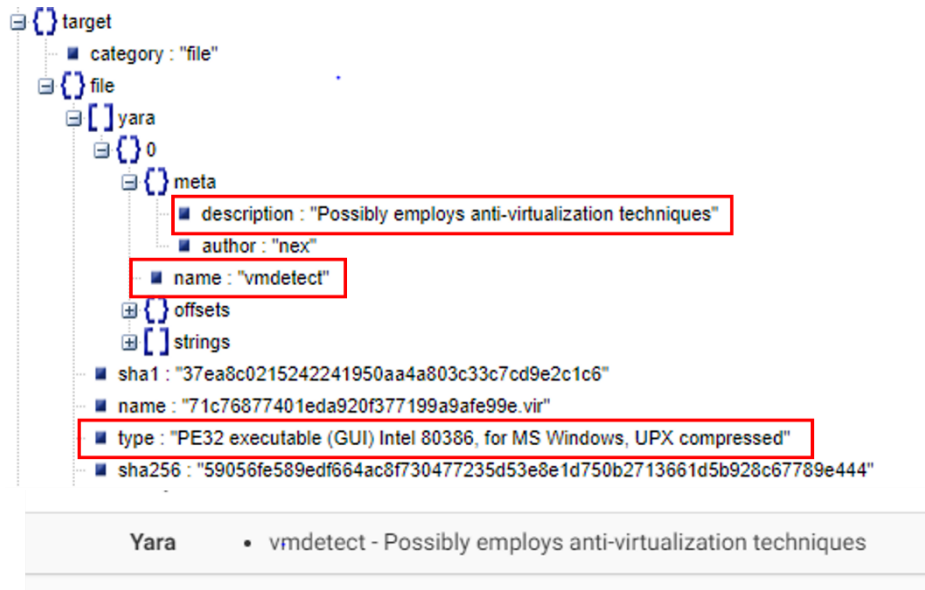 target
category : "file"
file
yara
0
meta
description : "Possibly employs anti-virtualization techniques"
author : "nex"
name : "vmdetect"
offsets
strings
sha1 : "37ea8c0215242241950aa4a803c33c7cd9e2c1c6"
name : "71c76877401eda920f377199a9afe99e.vir"
type : "PE32 executable (GUI) Intel 80386, for MS Windows, UPX compressed"
sha256 : "59056fe589edf664ac8f730477235d53e8e1d750b2713661d5b928c67789e444"
Yara • vmdetect - Possibly employs anti-virtualization techniques